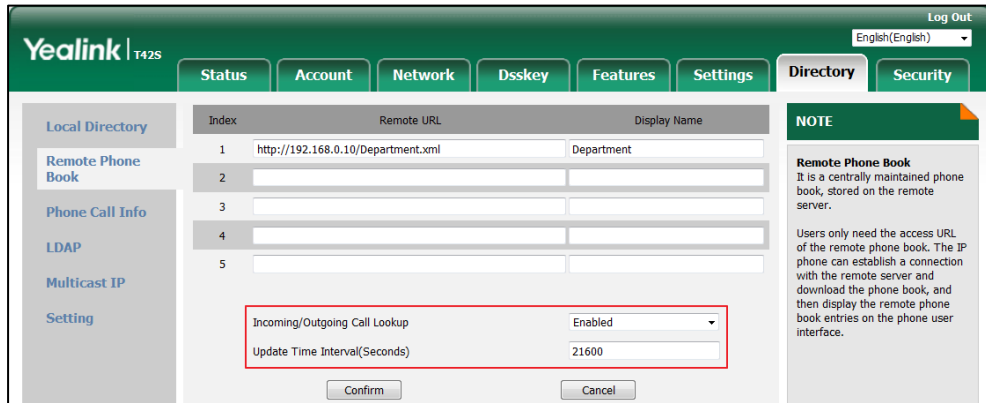 Log Out
Yealink T42S
English(English)
Status Account Network Dsskey Features Settings Directory Security
Local Directory
Remote Phone
Book
Phone Call Info
LDAP
Multicast IP
Setting
Index Remote URL Display Name
1 http://192.168.0.10/Department.xml Department
2
3
4
5
Incoming/Outgoing Call Lookup Enabled
Update Time Interval(Seconds) 21600
Confirm Cancel
NOTE
Remote Phone Book
It is a centrally maintained phone
book, stored on the remote
server.
Users only need the access URL
of the remote phone book. The IP
phone can establish a connection
with the remote server and
download the phone book, and
then display the remote phone
book entries on the phone user
interface.